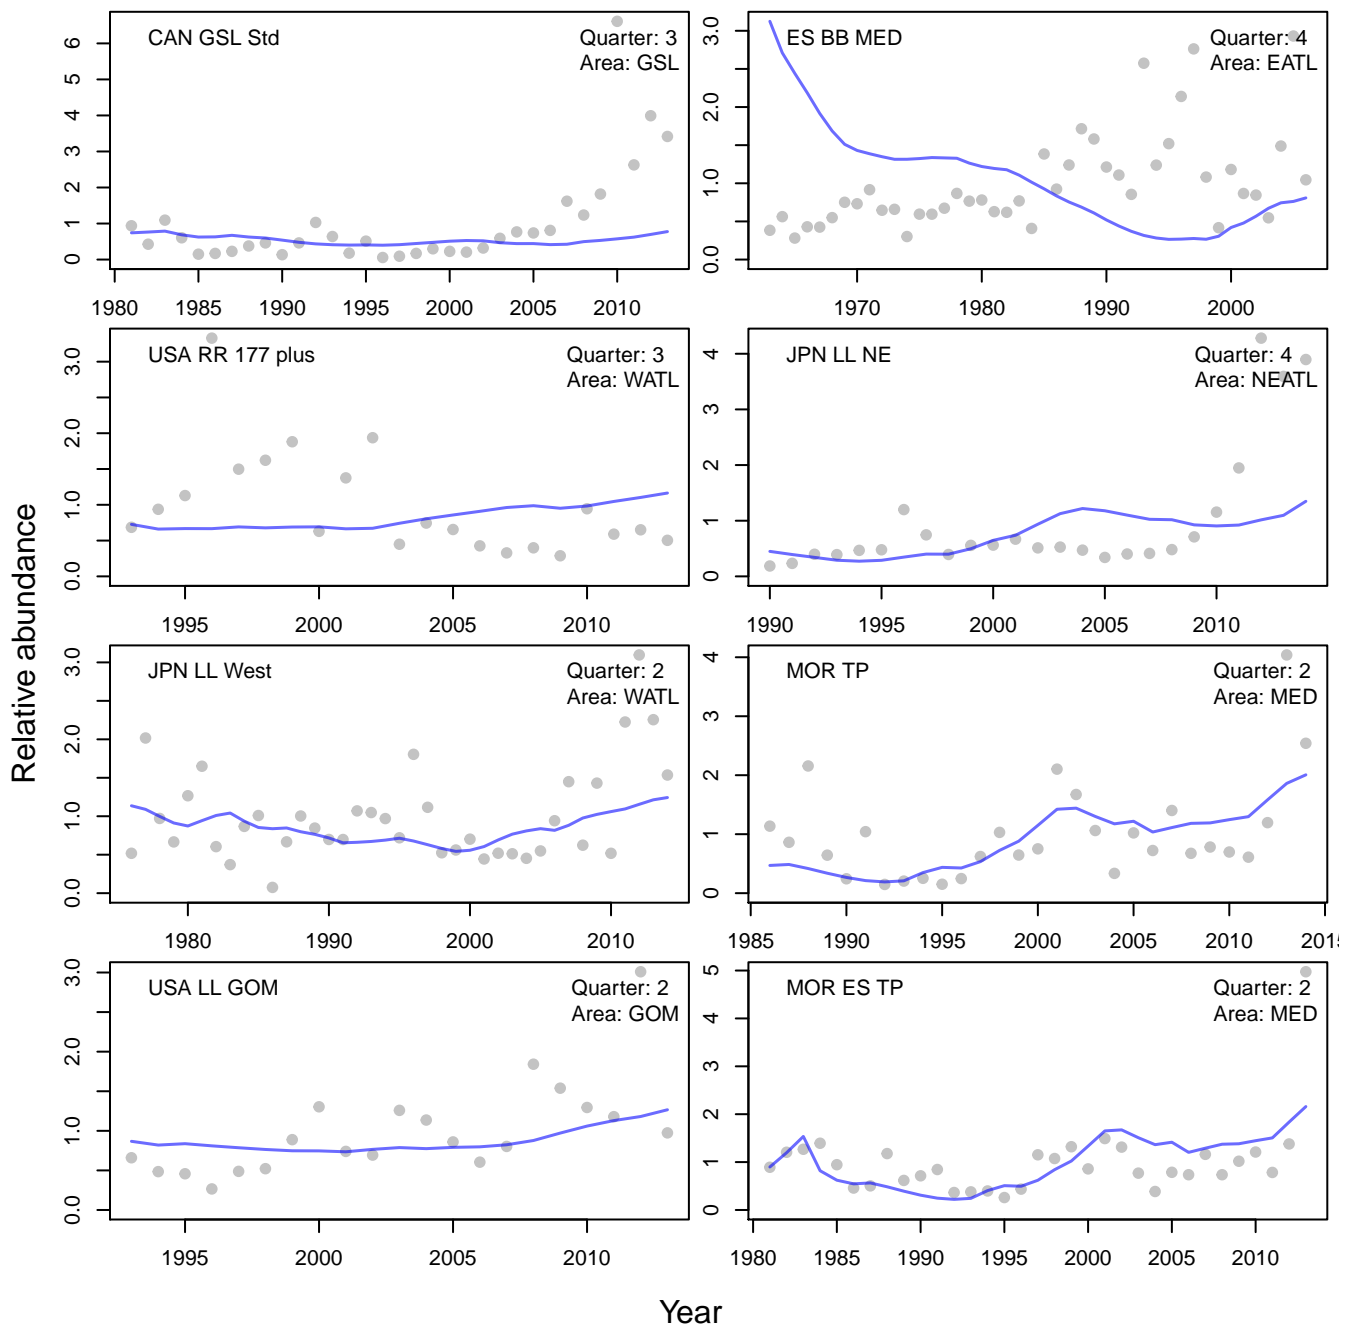 CAN GSL Std
Quarter: 3
Area: GSL
0 1 2 3 4 5 6
1980 1985 1990 1995 2000 2005 2010
ES BB MED
Quarter: 4
Area: EATL
0.0 1.0 2.0 3.0
1970 1980 1990 2000
USA RR 177 plus
Quarter: 3
Area: WATL
0.0 1.0 2.0 3.0
1995 2000 2005 2010
JPN LL NE
Quarter: 4
Area: NEATL
0 1 2 3 4
1990 1995 2000 2005 2010
Relative abundance
JPN LL West
Quarter: 2
Area: WATL
0.0 1.0 2.0 3.0
1980 1990 2000 2010
MOR TP
Quarter: 2
Area: MED
0 1 2 3 4
1985 1990 1995 2000 2005 2010
USA LL GOM
Quarter: 2
Area: GOM
0.0 1.0 2.0 3.0
1995 2000 2005 2010
MOR ES TP
Quarter: 2
Area: MED
0 1 2 3 4 5
1980 1985 1990 1995 2000 2005 2010
Year